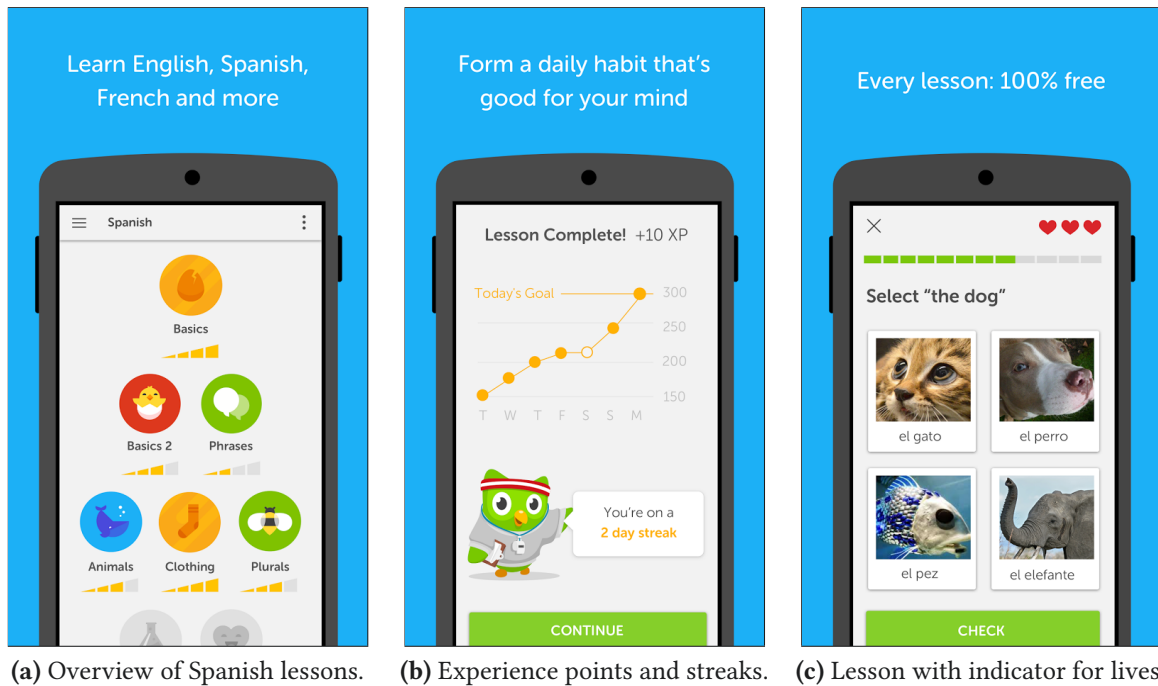 Learn English, Spanish,
French and more
Spanish
Basics
Basics 2
Phrases
Animals
Clothing
Plurals
(a) Overview of Spanish lessons.
Form a daily habit that's
good for your mind
Lesson Complete! +10 XP
Today's Goal
300
250
200
150
T W T F S S M
You're on a
2 day streak
CONTINUE
(b) Experience points and streaks.
Every lesson: 100% free
Select “the dog”
el gato
el perro
el pez
el elefante
CHECK
(c) Lesson with indicator for lives